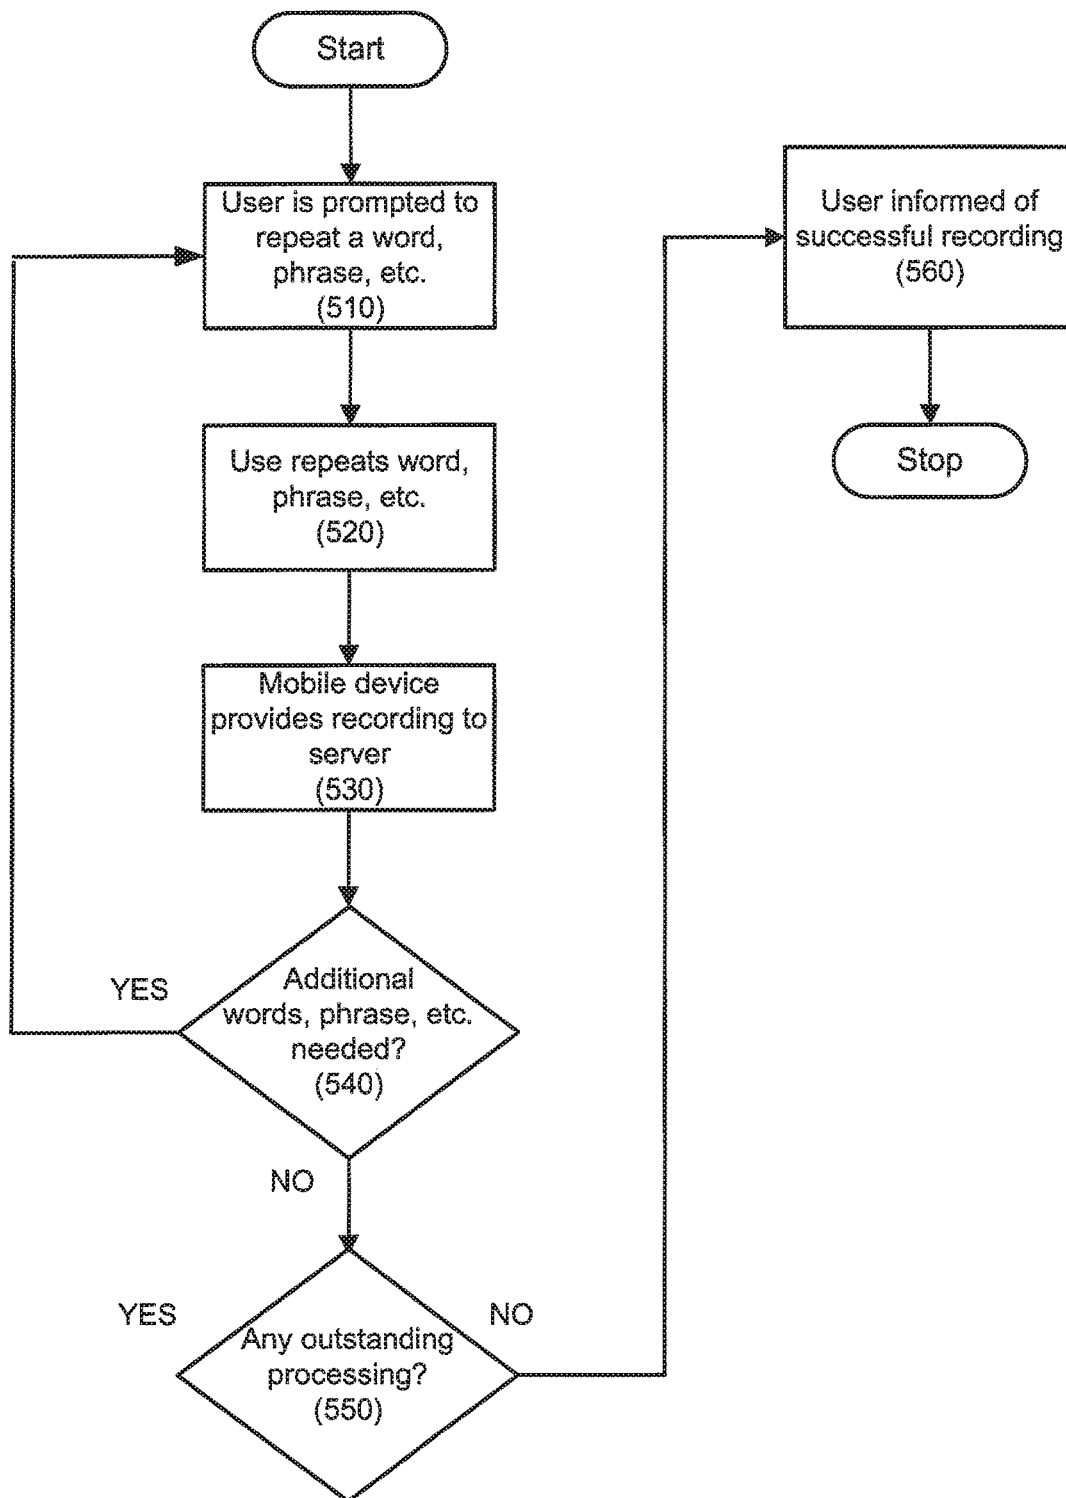 Start
User is prompted to
repeat a word,
phrase, etc.
(510)
Use repeats word,
phrase, etc.
(520)
Mobile device
provides recording to
server
(530)
YES
Additional
words, phrase, etc.
needed?
(540)
NO
YES
NO
Any outstanding
processing?
(550)
User informed of
successful recording
(560)
Stop